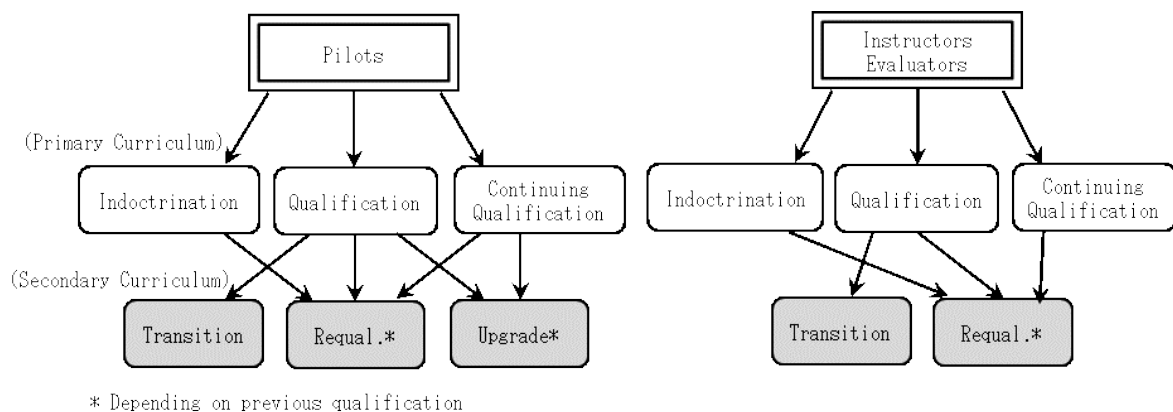 Pilots
Instructors
Evaluators
(Primary Curriculum)
Indoctrination
Qualification
Continuing
Qualification
Indoctrination
Qualification
Continuing
Qualification
(Secondary Curriculum)
Transition
Requal.*
Upgrade*
Transition
Requal.*
* Depending on previous qualification